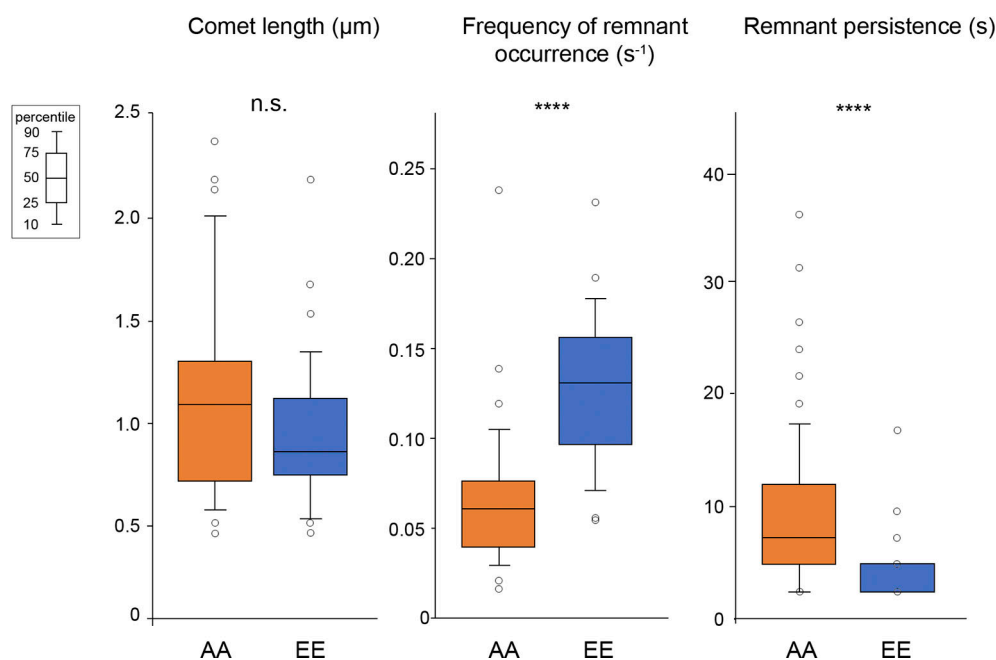 Comet length (µm)
Frequency of remnant
occurrence (s⁻¹)
Remnant persistence (s)
percentile
90
75
50
25
10
n.s.
2.5
2.0
1.5
1.0
0.5
0
AA EE
****
0.25
0.20
0.15
0.10
0.05
0
AA EE
****
40
30
20
10
0
AA EE